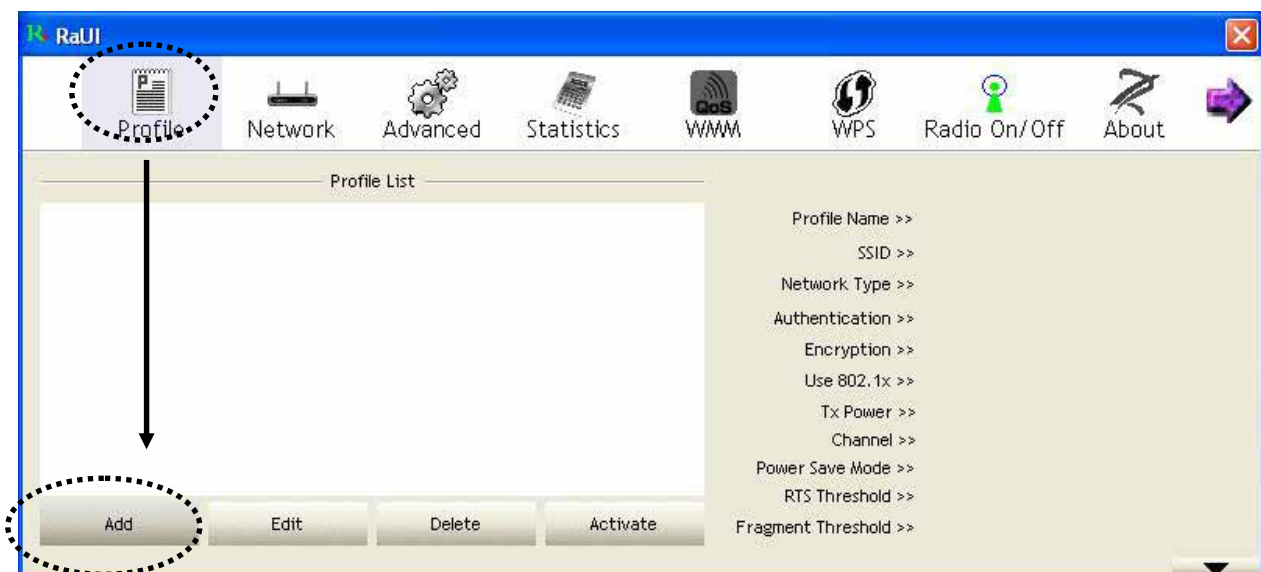 RaUI
Profile Network Advanced Statistics QoS WMM WPS Radio On/Off About
Profile List
Profile Name >>
SSID >>
Network Type >>
Authentication >>
Encryption >>
Use 802.1x >>
Tx Power >>
Channel >>
Power Save Mode >>
RTS Threshold >>
Fragment Threshold >>
Add Edit Delete Activate